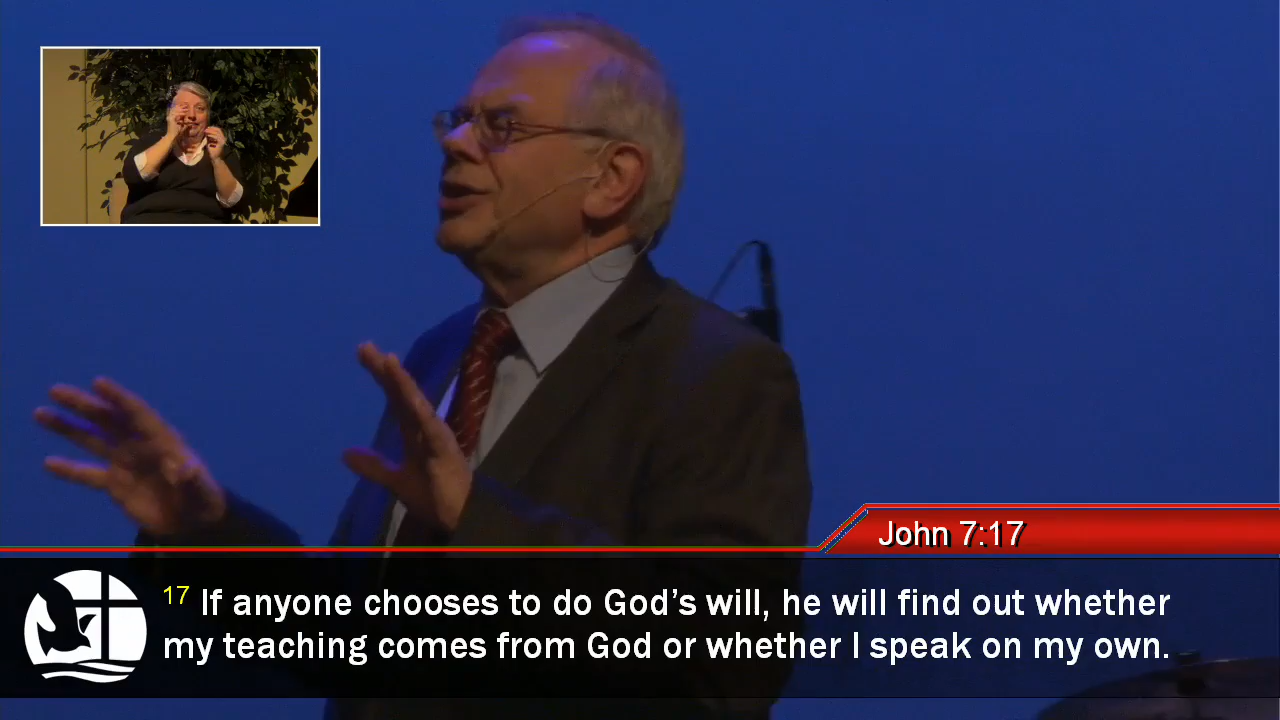 John 7:17
17 If anyone chooses to do God’s will, he will find out whether
my teaching comes from God or whether I speak on my own.